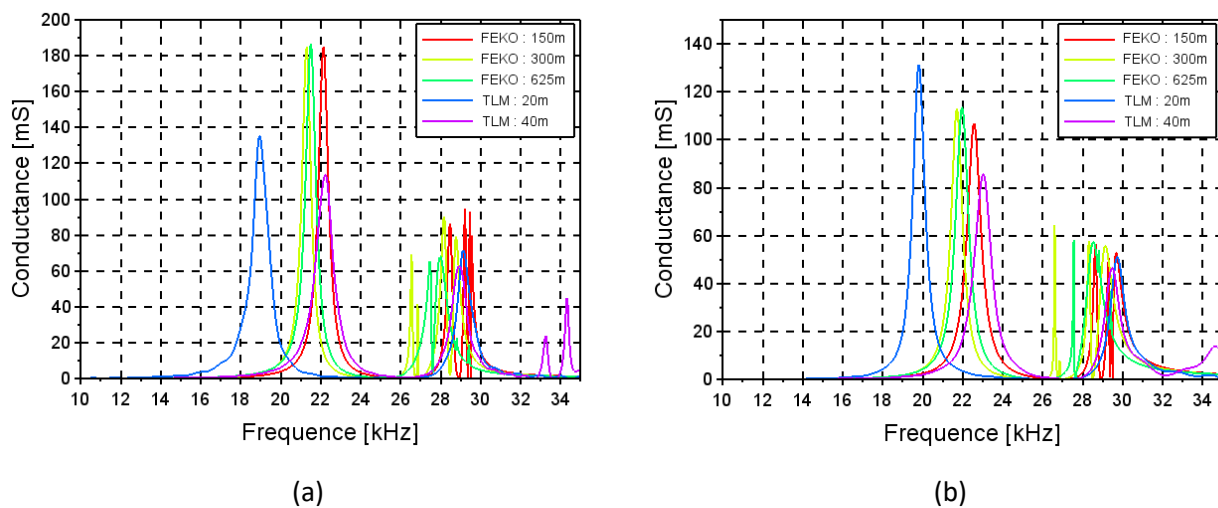 200
180
160
140
120
100
80
60
40
20
0
Conductance [mS]
FEKO : 150m
FEKO : 300m
FEKO : 625m
TLM : 20m
TLM : 40m
10 12 14 16 18 20 22 24 26 28 30 32 34
Frequence [kHz]
(a)
140
120
100
80
60
40
20
0
Conductance [mS]
FEKO : 150m
FEKO : 300m
FEKO : 625m
TLM : 20m
TLM : 40m
10 12 14 16 18 20 22 24 26 28 30 32 34
Frequence [kHz]
(b)